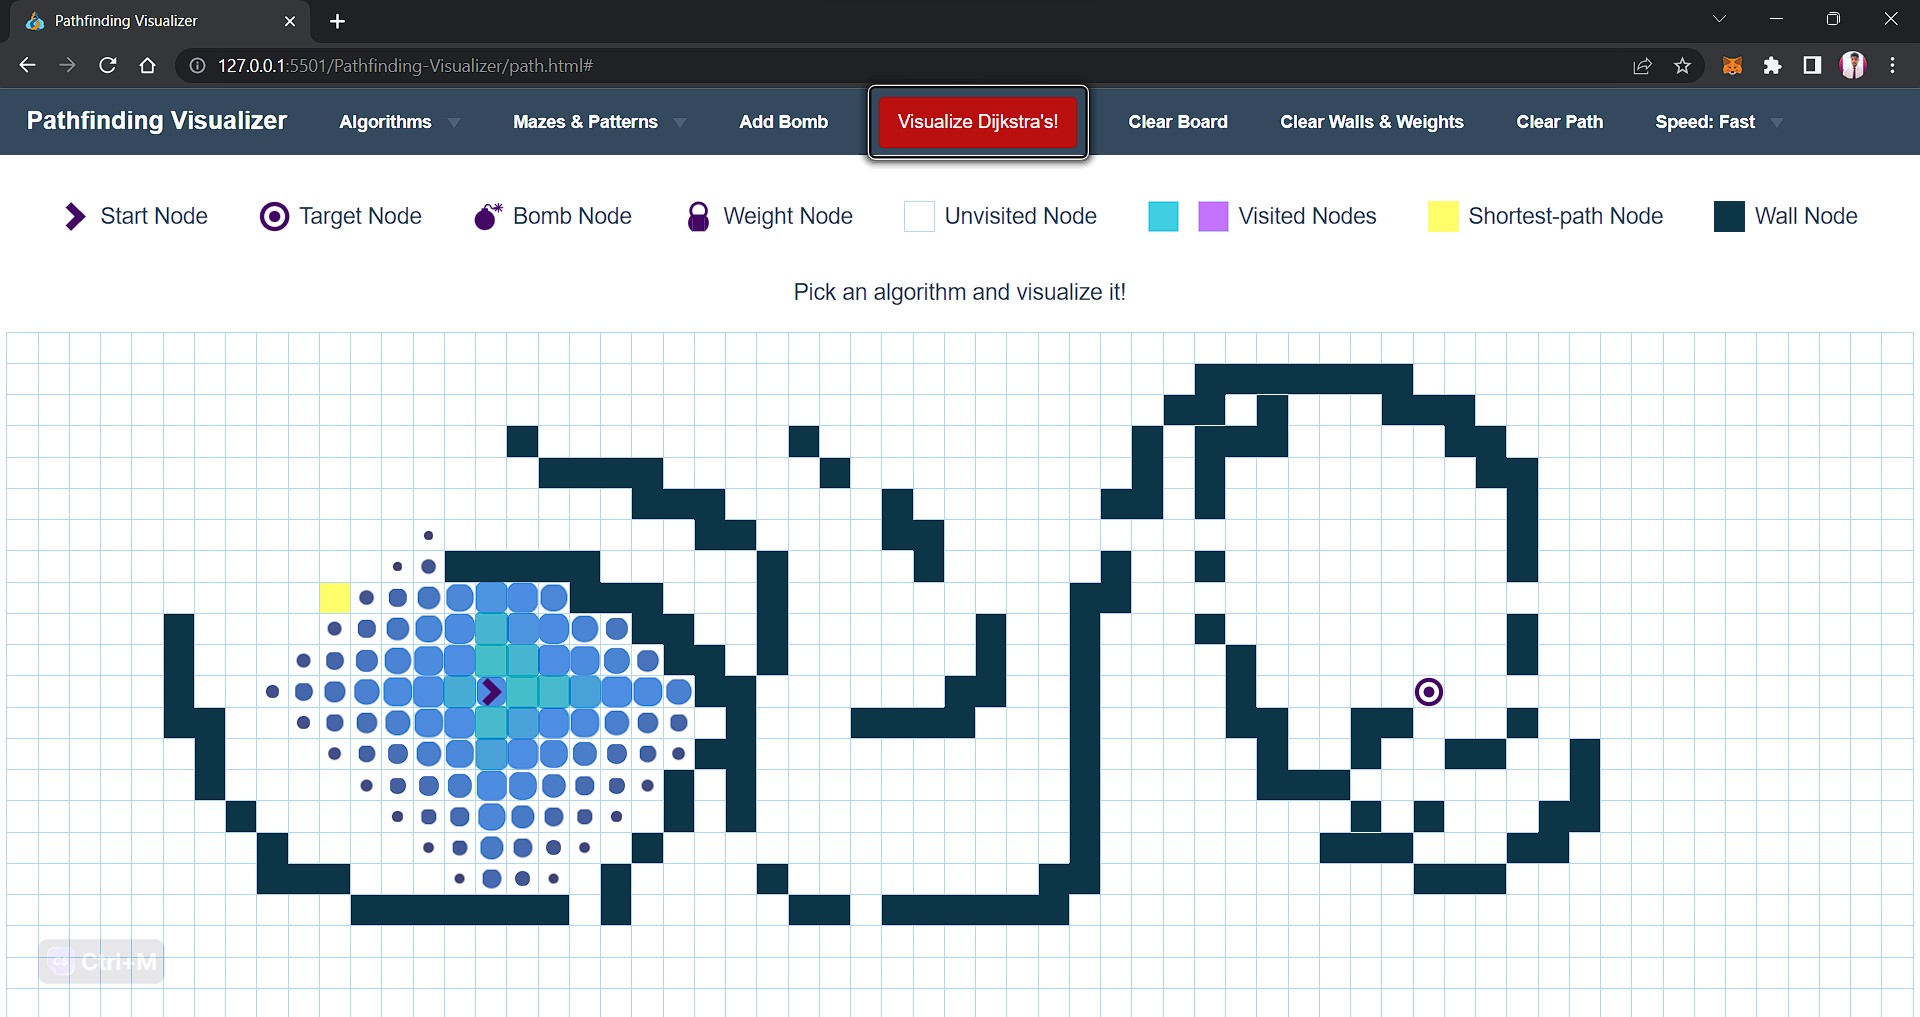 Pathfinding Visualizer
127.0.0.1:5501/Pathfinding-Visualizer/path.html#
Pathfinding Visualizer Algorithms Mazes & Patterns Add Bomb Visualize Dijkstra's! Clear Board Clear Walls & Weights Clear Path Speed: Fast
Start Node Target Node Bomb Node Weight Node Unvisited Node Visited Nodes Shortest-path Node Wall Node
Pick an algorithm and visualize it!
Ctrl+M